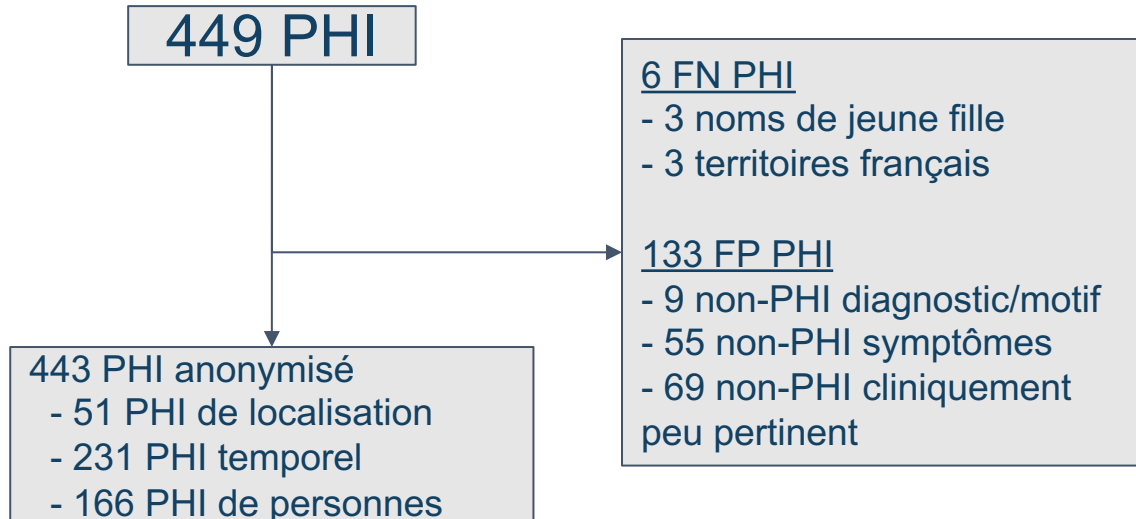 449 PHI
6 FN PHI
- 3 noms de jeune fille
- 3 territoires français
133 FP PHI
- 9 non-PHI diagnostic/motif
- 55 non-PHI symptômes
- 69 non-PHI cliniquement
peu pertinent
443 PHI anonymisé
- 51 PHI de localisation
- 231 PHI temporel
- 166 PHI de personnes